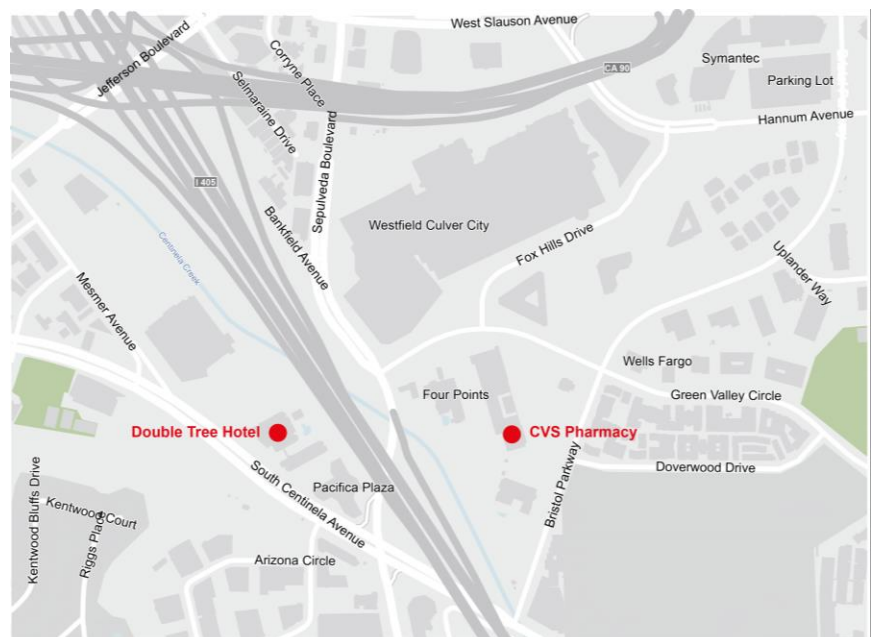 West Slauson Avenue
Jefferson Boulevard
Corryne Place
Selmaraine Drive
CA 90
Symantec
Parking Lot
Hannum Avenue
I 405
Sepulveda Boulevard
Bankfield Avenue
Westfield Culver City
Fox Hills Drive
Centinela Creek
Uplander Way
Mesmer Avenue
Wells Fargo
Four Points
Green Valley Circle
Double Tree Hotel
CVS Pharmacy
Doverwood Drive
Bristol Parkway
South Centinela Avenue
Pacifica Plaza
Kentwood Bluffs Drive
Kentwood Court
Riggs Place
Arizona Circle